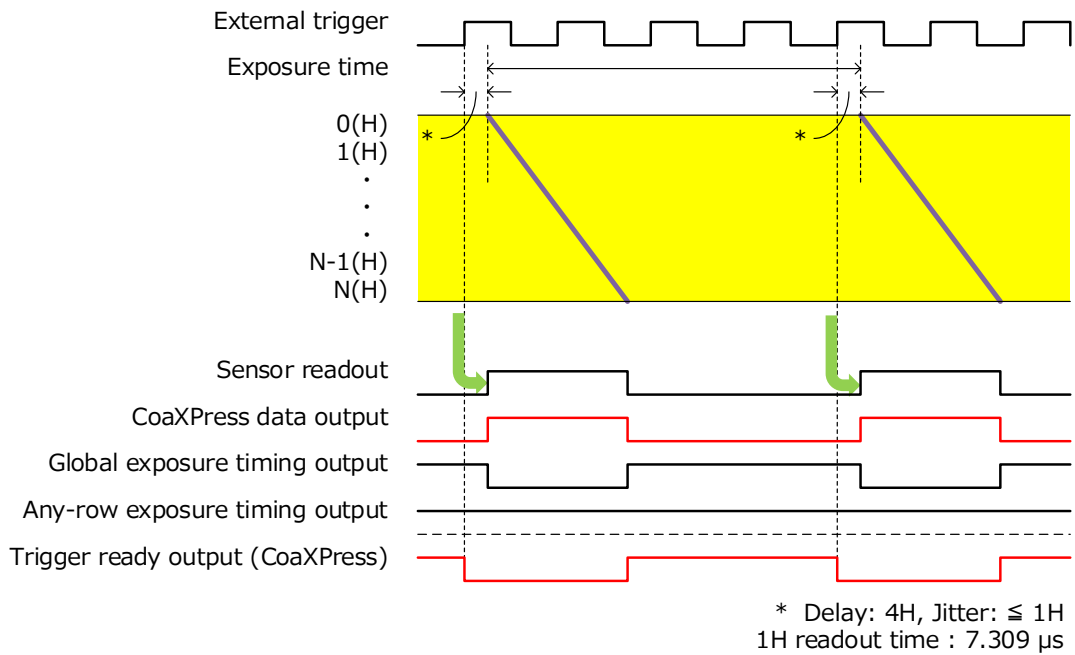 External trigger
Exposure time
0(H)
*
*
1(H)
.
.
.
N-1(H)
N(H)
Sensor readout
CoaXPress data output
Global exposure timing output
Any-row exposure timing output
Trigger ready output (CoaXPress)
* Delay: 4H, Jitter: ≦ 1H
1H readout time : 7.309 μs